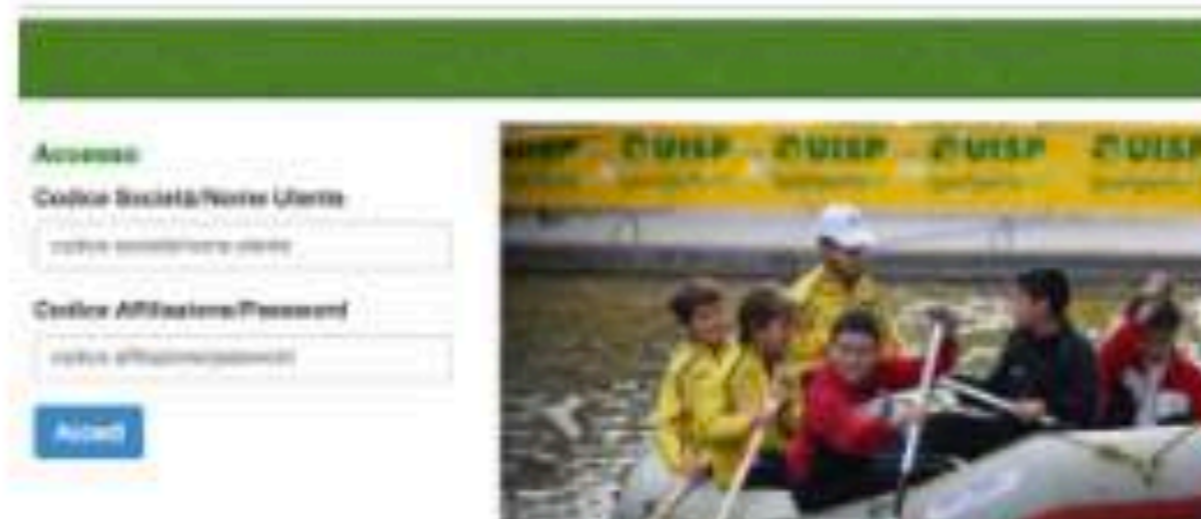 Accesso
Codice Società/Nome Utente
codice società/nome utente
Codice Affiliazione/Password
codice affiliazione/password
Accedi
UISP UISP UISP UISP UISP